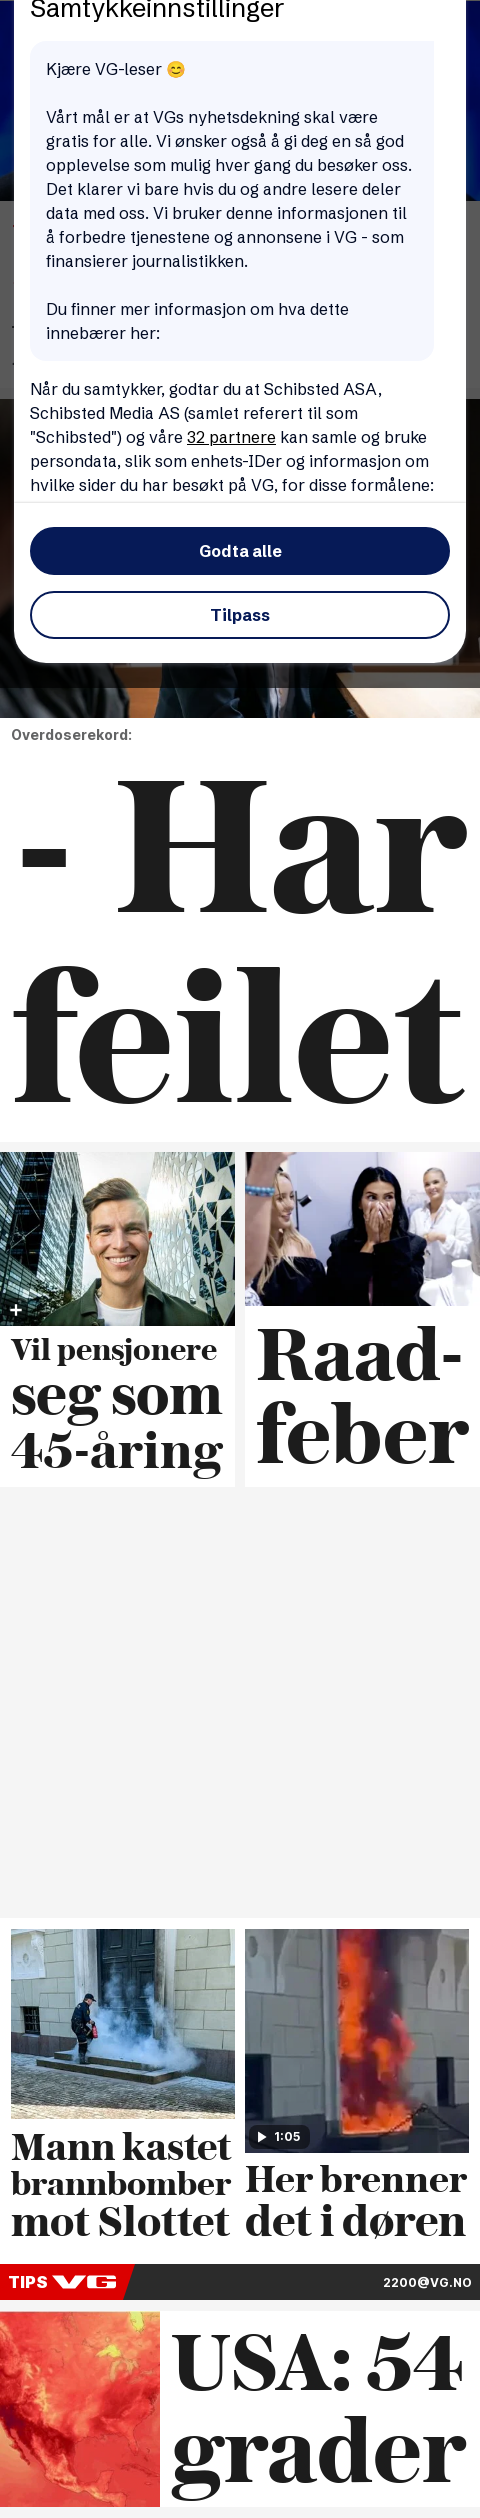 Samtykkeinnstillinger
Kjære VG-leser 😊
Vårt mål er at VGs nyhetsdekning skal være
gratis for alle. Vi ønsker også å gi deg en så god
opplevelse som mulig hver gang du besøker oss.
Det klarer vi bare hvis du og andre lesere deler
data med oss. Vi bruker denne informasjonen til
å forbedre tjenestene og annonsene i VG - som
finansierer journalistikken.
Du finner mer informasjon om hva dette
innebærer her:
Når du samtykker, godtar du at Schibsted ASA,
Schibsted Media AS (samlet referert til som
"Schibsted") og våre 32 partnere kan samle og bruke
persondata, slik som enhets-IDer og informasjon om
hvilke sider du har besøkt på VG, for disse formålene:
Godta alle
Tilpass
Overdoserekord:
- Har
feilet
Vil pensjonere
seg som
45-åring
Raad-
feber
1:05
Mann kastet
brannbomber
mot Slottet
Her brenner
det i døren
TIPS VG 2200@VG.NO
USA: 54
grader